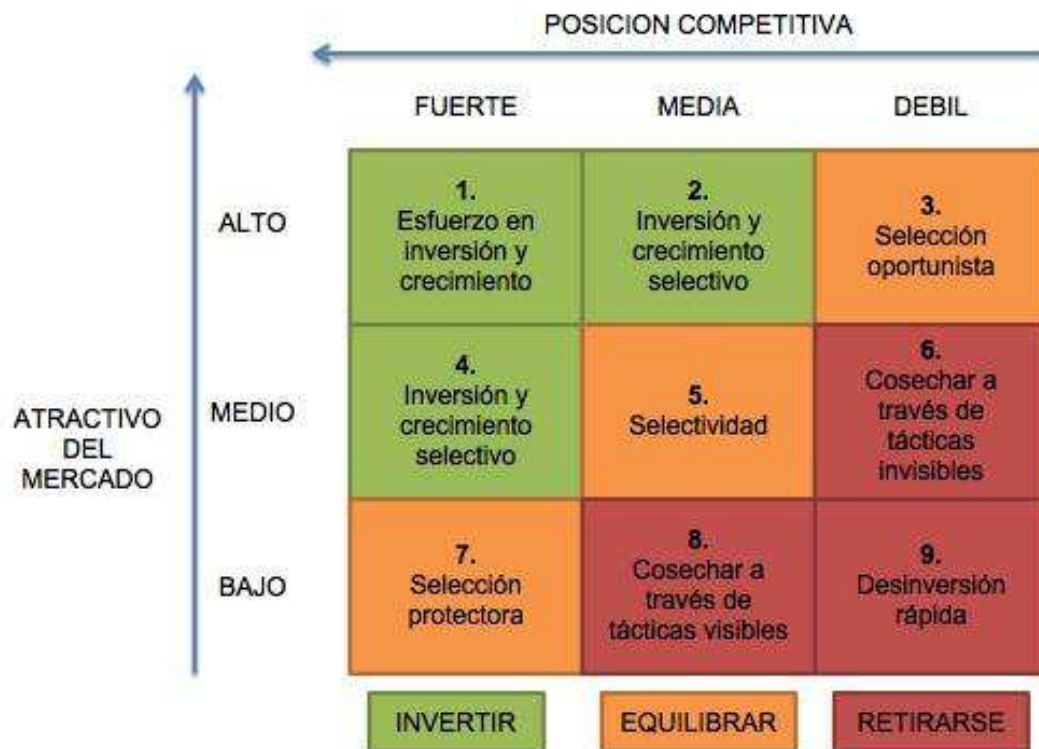 POSICION COMPETITIVA
FUERTE
MEDIA
DEBIL
ATRACTIVO
DEL
MERCADO
ALTO
1.
Esfuerzo en
inversión y
crecimiento
2.
Inversión y
crecimiento
selectivo
3.
Selección
oportunista
MEDIO
4.
Inversión y
crecimiento
selectivo
5.
Selectividad
6.
Cosechar a
través de
tácticas
invisibles
BAJO
7.
Selección
protectora
8.
Cosechar a
través de
tácticas visibles
9.
Desinversión
rápida
INVERTIR
EQUILIBRAR
RETIRARSE